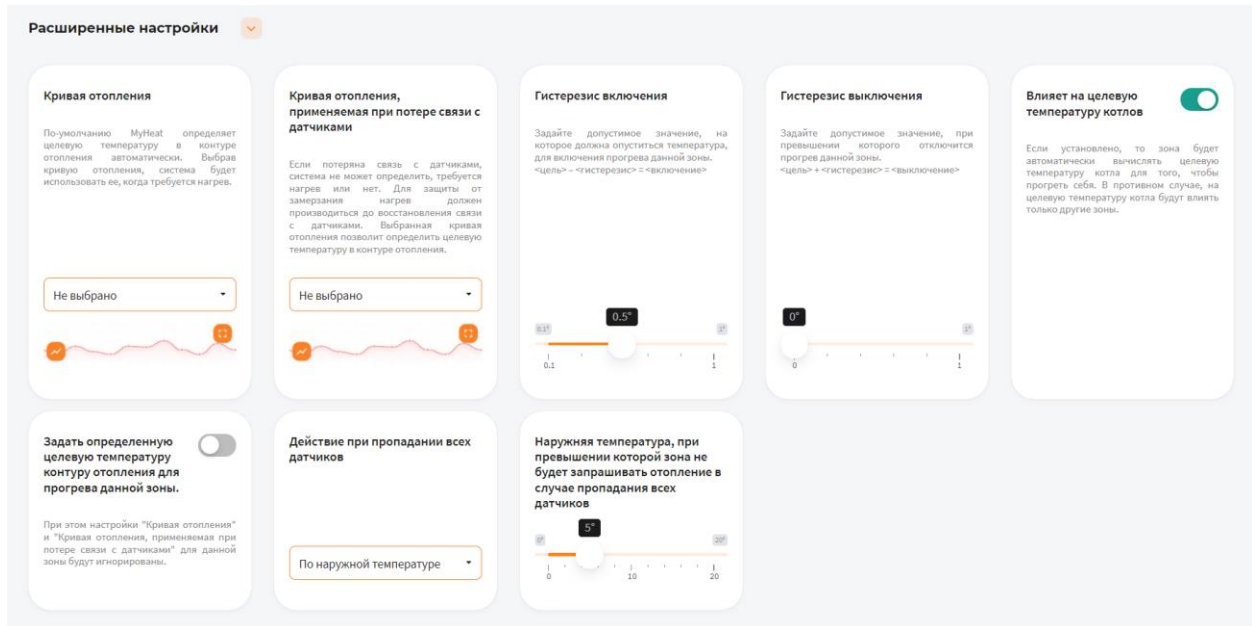 Расширенные настройки
Кривая отопления
По-умолчанию MyHeat определяет
целевую температуру в контуре
отопления автоматически. Выбрав
кривую отопления, система будет
использовать ее, когда требуется нагрев.
Не выбрано
Кривая отопления,
применяемая при потере связи с
датчиками
Если потеряна связь с датчиками,
система не может определить, требуется
нагрев или нет. Для защиты от
замерзания нагрев должен
производиться до восстановления связи
с датчиками. Выбранная кривая
отопления позволит определить целевую
температуру в контуре отопления.
Не выбрано
Гистерезис включения
Задайте допустимое значение, на
которое должна опуститься температура,
для включения прогрева данной зоны.
<цель> – <гистерезис> = <включение>
0.5°
0.1° 1°
0.1 1
Гистерезис выключения
Задайте допустимое значение, при
превышении которого отключится
прогрев данной зоны.
<цель> + <гистерезис> = <выключение>
0°
1°
0 1
Влияет на целевую
температуру котлов
Если установлено, то зона будет
автоматически вычислять целевую
температуру котла для того, чтобы
прогреть себя. В противном случае, на
целевую температуру котла будут влиять
только другие зоны.
Задать определенную
целевую температуру
контуру отопления для
прогрева данной зоны.
При этом настройки "Кривая отопления"
и "Кривая отопления, применяемая при
потере связи с датчиками" для данной
зоны будут игнорированы.
Действие при пропадании всех
датчиков
По наружной температуре
Наружняя температура, при
превышении которой зона не
будет запрашивать отопление в
случае пропадания всех
датчиков
5°
0° 20°
0 10 20